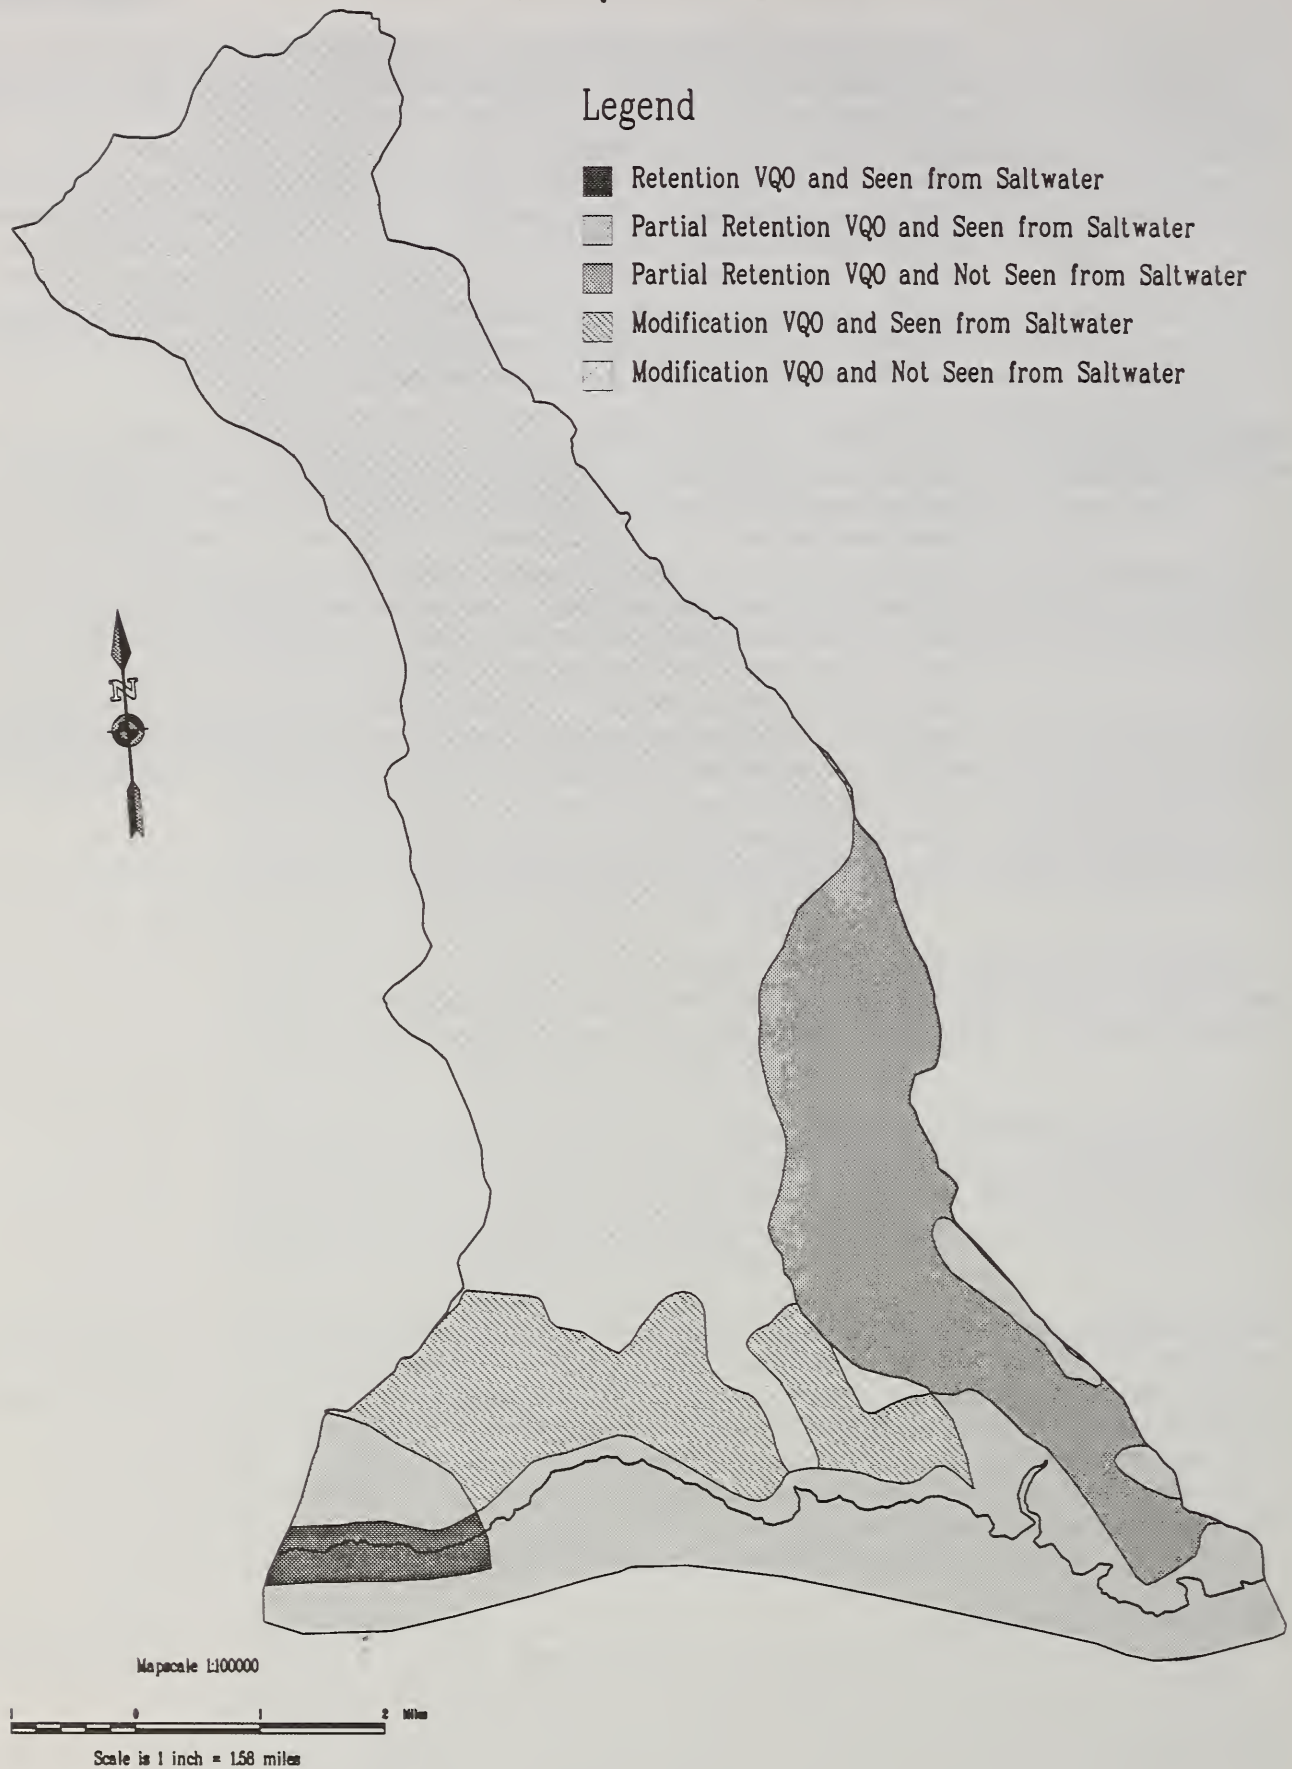 Legend
Retention VQO and Seen from Saltwater
Partial Retention VQO and Seen from Saltwater
Partial Retention VQO and Not Seen from Saltwater
Modification VQO and Seen from Saltwater
Modification VQO and Not Seen from Saltwater
N
Mapscale 1:100000
1 0 1 2 Miles
Scale is 1 inch = 1.58 miles